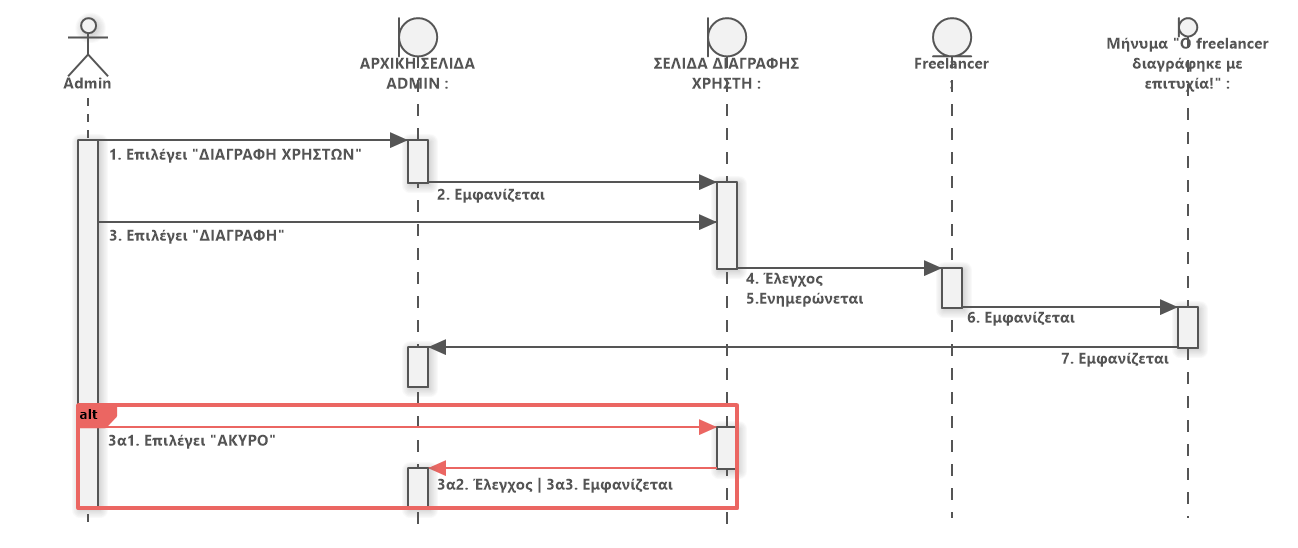 Admin
ΑΡΧΙΚΗ ΣΕΛΙΔΑ
ADMIN :
ΣΕΛΙΔΑ ΔΙΑΓΡΑΦΗΣ
ΧΡΗΣΤΗ :
Freelancer
:
Μήνυμα "Ο freelancer
διαγράφηκε με
επιτυχία!" :
1. Επιλέγει "ΔΙΑΓΡΑΦΗ ΧΡΗΣΤΩΝ"
2. Εμφανίζεται
3. Επιλέγει "ΔΙΑΓΡΑΦΗ"
4. Έλεγχος
5.Ενημερώνεται
6. Εμφανίζεται
7. Εμφανίζεται
alt
3α1. Επιλέγει "ΑΚΥΡΟ"
3α2. Έλεγχος | 3α3. Εμφανίζεται